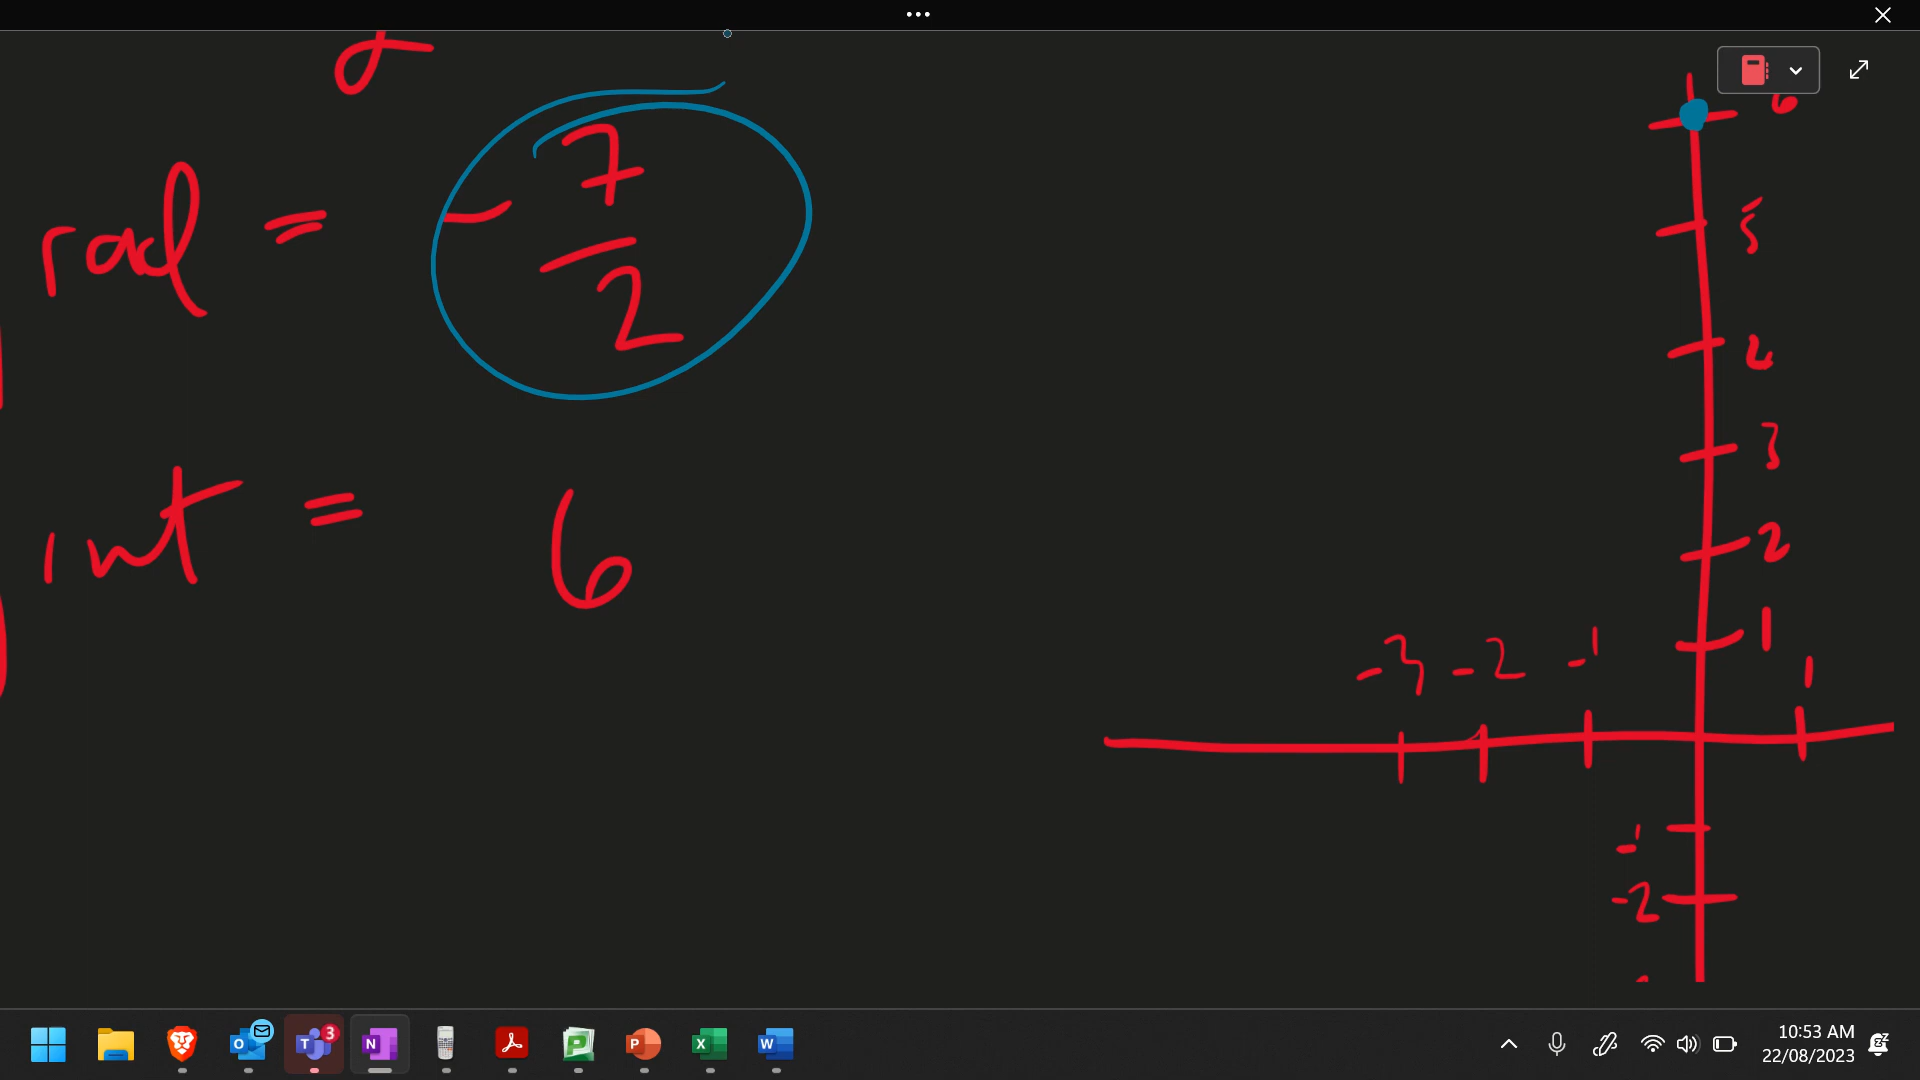 rad = - 7/2
int = 6
6
5
4
3
2
1
-3 -2 -1 1
-1
-2
3
10:53 AM
22/08/2023